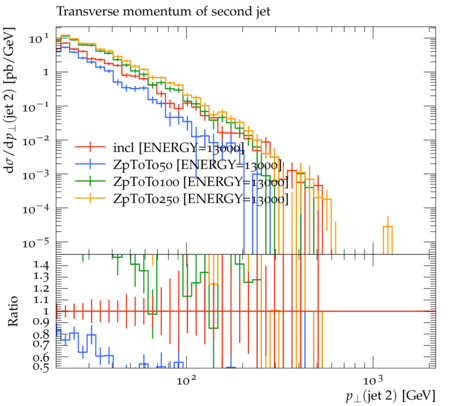 Transverse momentum of second jet
dσ/dp⊥(jet 2) [pb/GeV]
10¹
1
10⁻¹
10⁻²
10⁻³
10⁻⁴
10⁻⁵
incl [ENERGY=13000]
ZpToTo50 [ENERGY=13000]
ZpToTo100 [ENERGY=13000]
ZpToTo250 [ENERGY=13000]
Ratio
1.4
1.3
1.2
1.1
1
0.9
0.8
0.7
0.6
0.5
10²
10³
p⊥(jet 2) [GeV]